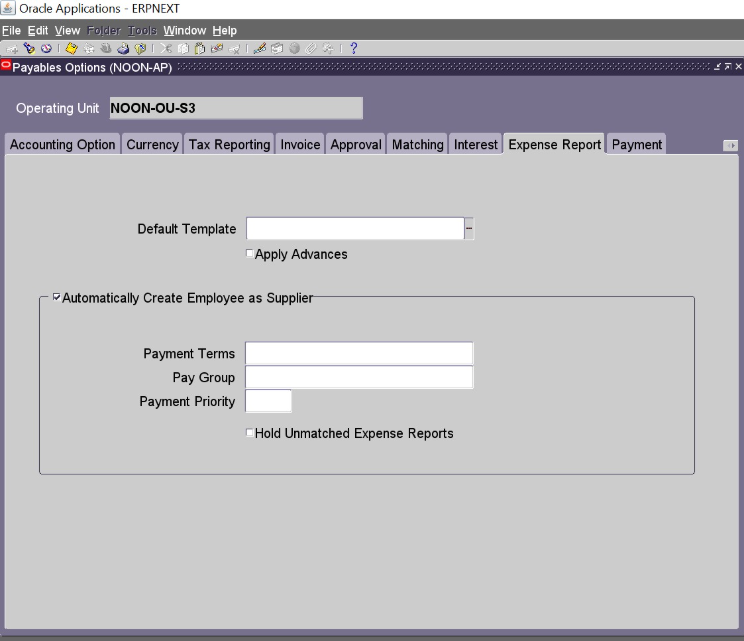 Oracle Applications - ERPNEXT
File Edit View Folder Tools Window Help
Payables Options (NOON-AP)
Operating Unit NOON-OU-S3
Accounting Option Currency Tax Reporting Invoice Approval Matching Interest Expense Report Payment
Default Template
Apply Advances
Automatically Create Employee as Supplier
Payment Terms
Pay Group
Payment Priority
Hold Unmatched Expense Reports